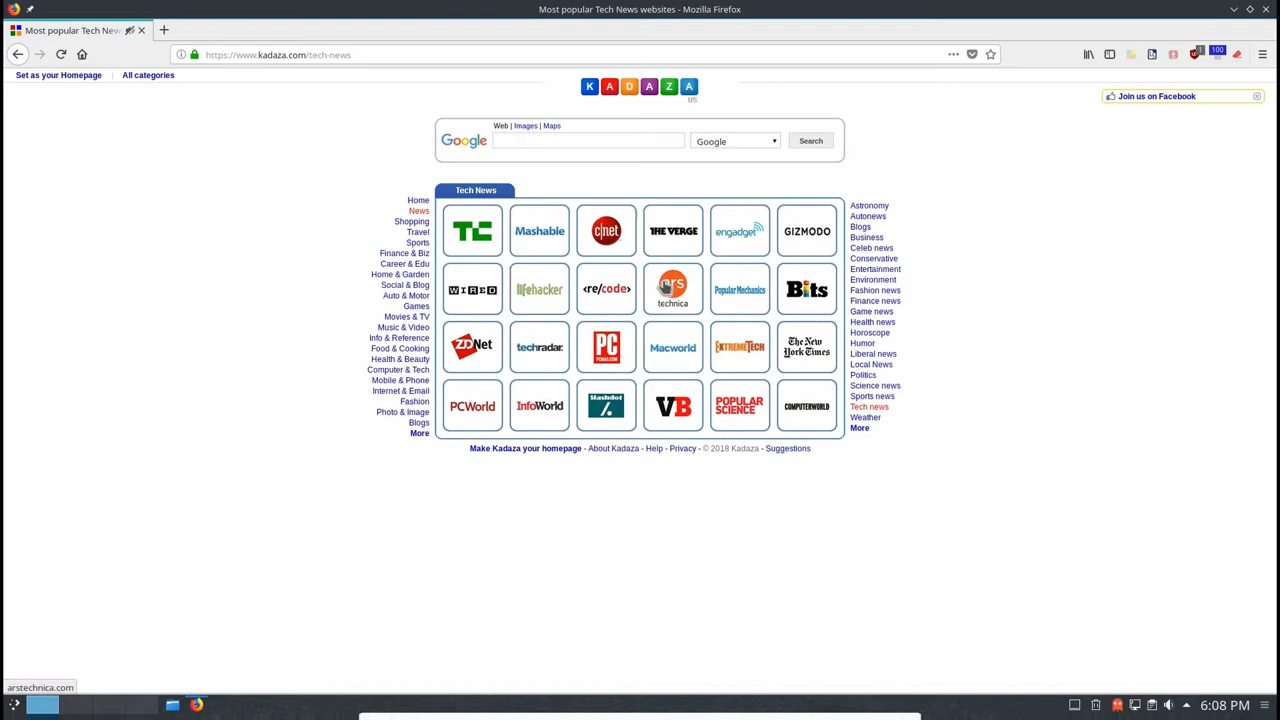 Most popular Tech News websites - Mozilla Firefox
Most popular Tech New
https://www.kadaza.com/tech-news
1
100
Set as your Homepage | All categories
KADAZA
US
Join us on Facebook
Web | Images | Maps
Google
Google
Search
Tech News
Home
News
Shopping
Travel
Sports
Finance & Biz
Career & Edu
Home & Garden
Social & Blog
Auto & Motor
Games
Movies & TV
Music & Video
Info & Reference
Food & Cooking
Health & Beauty
Computer & Tech
Mobile & Phone
Internet & Email
Fashion
Photo & Image
Blogs
More
TC
Mashable
c|net
THE VERGE
engadget
GIZMODO
WIRED
lifehacker
<re/code>
ars technica
Popular Mechanics
Bits
ZDNet
techradar.
PC
PCMAG.COM
Macworld
EXTREMETECH
The New York Times
PCWorld
InfoWorld
Slashdot
VB
POPULAR SCIENCE
COMPUTERWORLD
Astronomy
Autonews
Blogs
Business
Celeb news
Conservative
Entertainment
Environment
Fashion news
Finance news
Game news
Health news
Horoscope
Humor
Liberal news
Local News
Politics
Science news
Sports news
Tech news
Weather
More
Make Kadaza your homepage - About Kadaza - Help - Privacy - © 2018 Kadaza - Suggestions
arstechnica.com
6:08 PM